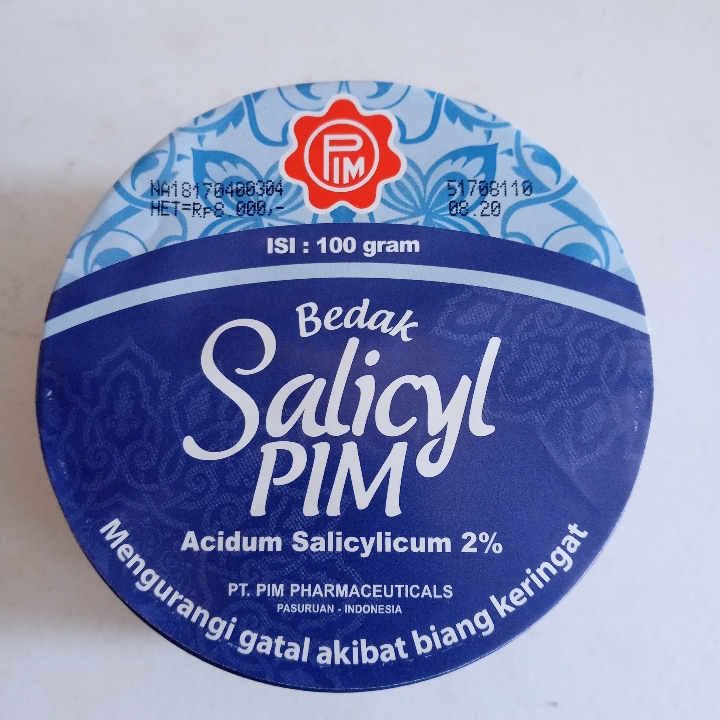 PIM
NA18170400304
HET=Rp8.000,-
51708110
08.20
ISI : 100 gram
Bedak
Salicyl
PIM
Acidum Salicylicum 2%
PT. PIM PHARMACEUTICALS
PASURUAN - INDONESIA
Mengurangi gatal akibat biang keringat